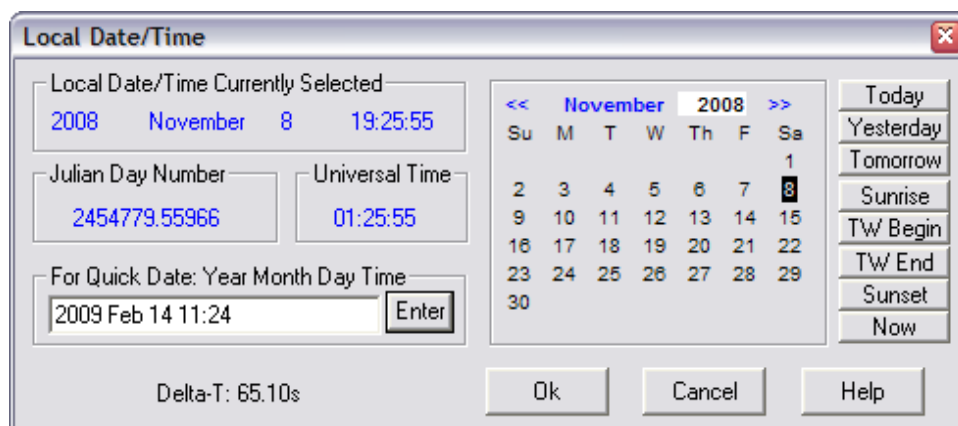 Local Date/Time
Local Date/Time Currently Selected
2008 November 8 19:25:55
Julian Day Number
2454779.55966
Universal Time
01:25:55
For Quick Date: Year Month Day Time
2009 Feb 14 11:24
Enter
Delta-T: 65.10s
<< November 2008 >>
Su M T W Th F Sa
1
2 3 4 5 6 7 8
9 10 11 12 13 14 15
16 17 18 19 20 21 22
23 24 25 26 27 28 29
30
Today
Yesterday
Tomorrow
Sunrise
TW Begin
TW End
Sunset
Now
Ok Cancel Help